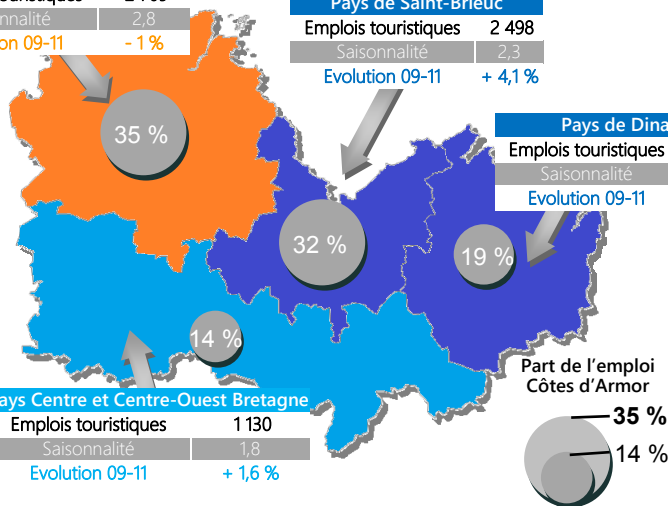 2,8
09-11 - 1 %
35 %
Pays de Saint-Brieuc
Emplois touristiques 2 498
Saisonnalité 2,3
Evolution 09-11 + 4,1 %
Pays de
Emplois touristiques
Saisonnalité
Evolution 09-11
32 %
19 %
14 %
Centre et Centre-Ouest Bretagne
Emplois touristiques 1 130
Saisonnalité 1,8
Evolution 09-11 + 1,6 %
Part de l'emploi
Côtes d'Armor
35 %
14 %